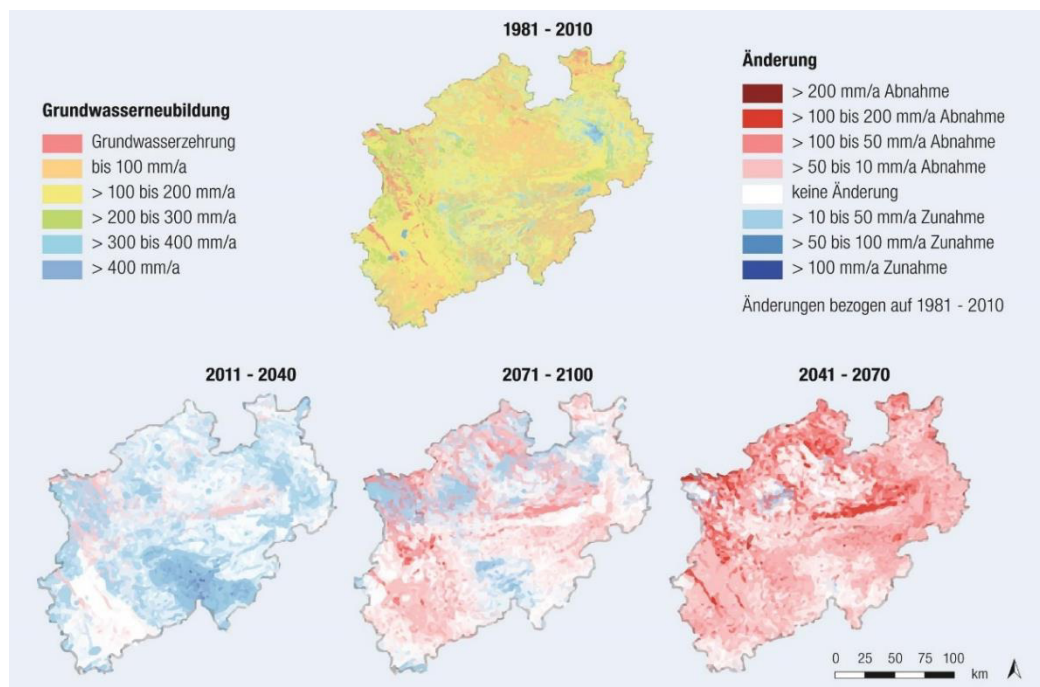 1981 - 2010
Grundwasserneubildung
Grundwasserzehrung
bis 100 mm/a
> 100 bis 200 mm/a
> 200 bis 300 mm/a
> 300 bis 400 mm/a
> 400 mm/a
Änderung
> 200 mm/a Abnahme
> 100 bis 200 mm/a Abnahme
> 100 bis 50 mm/a Abnahme
> 50 bis 10 mm/a Abnahme
keine Änderung
> 10 bis 50 mm/a Zunahme
> 50 bis 100 mm/a Zunahme
> 100 mm/a Zunahme
Änderungen bezogen auf 1981 - 2010
2011 - 2040
2071 - 2100
2041 - 2070
0 25 50 75 100
km